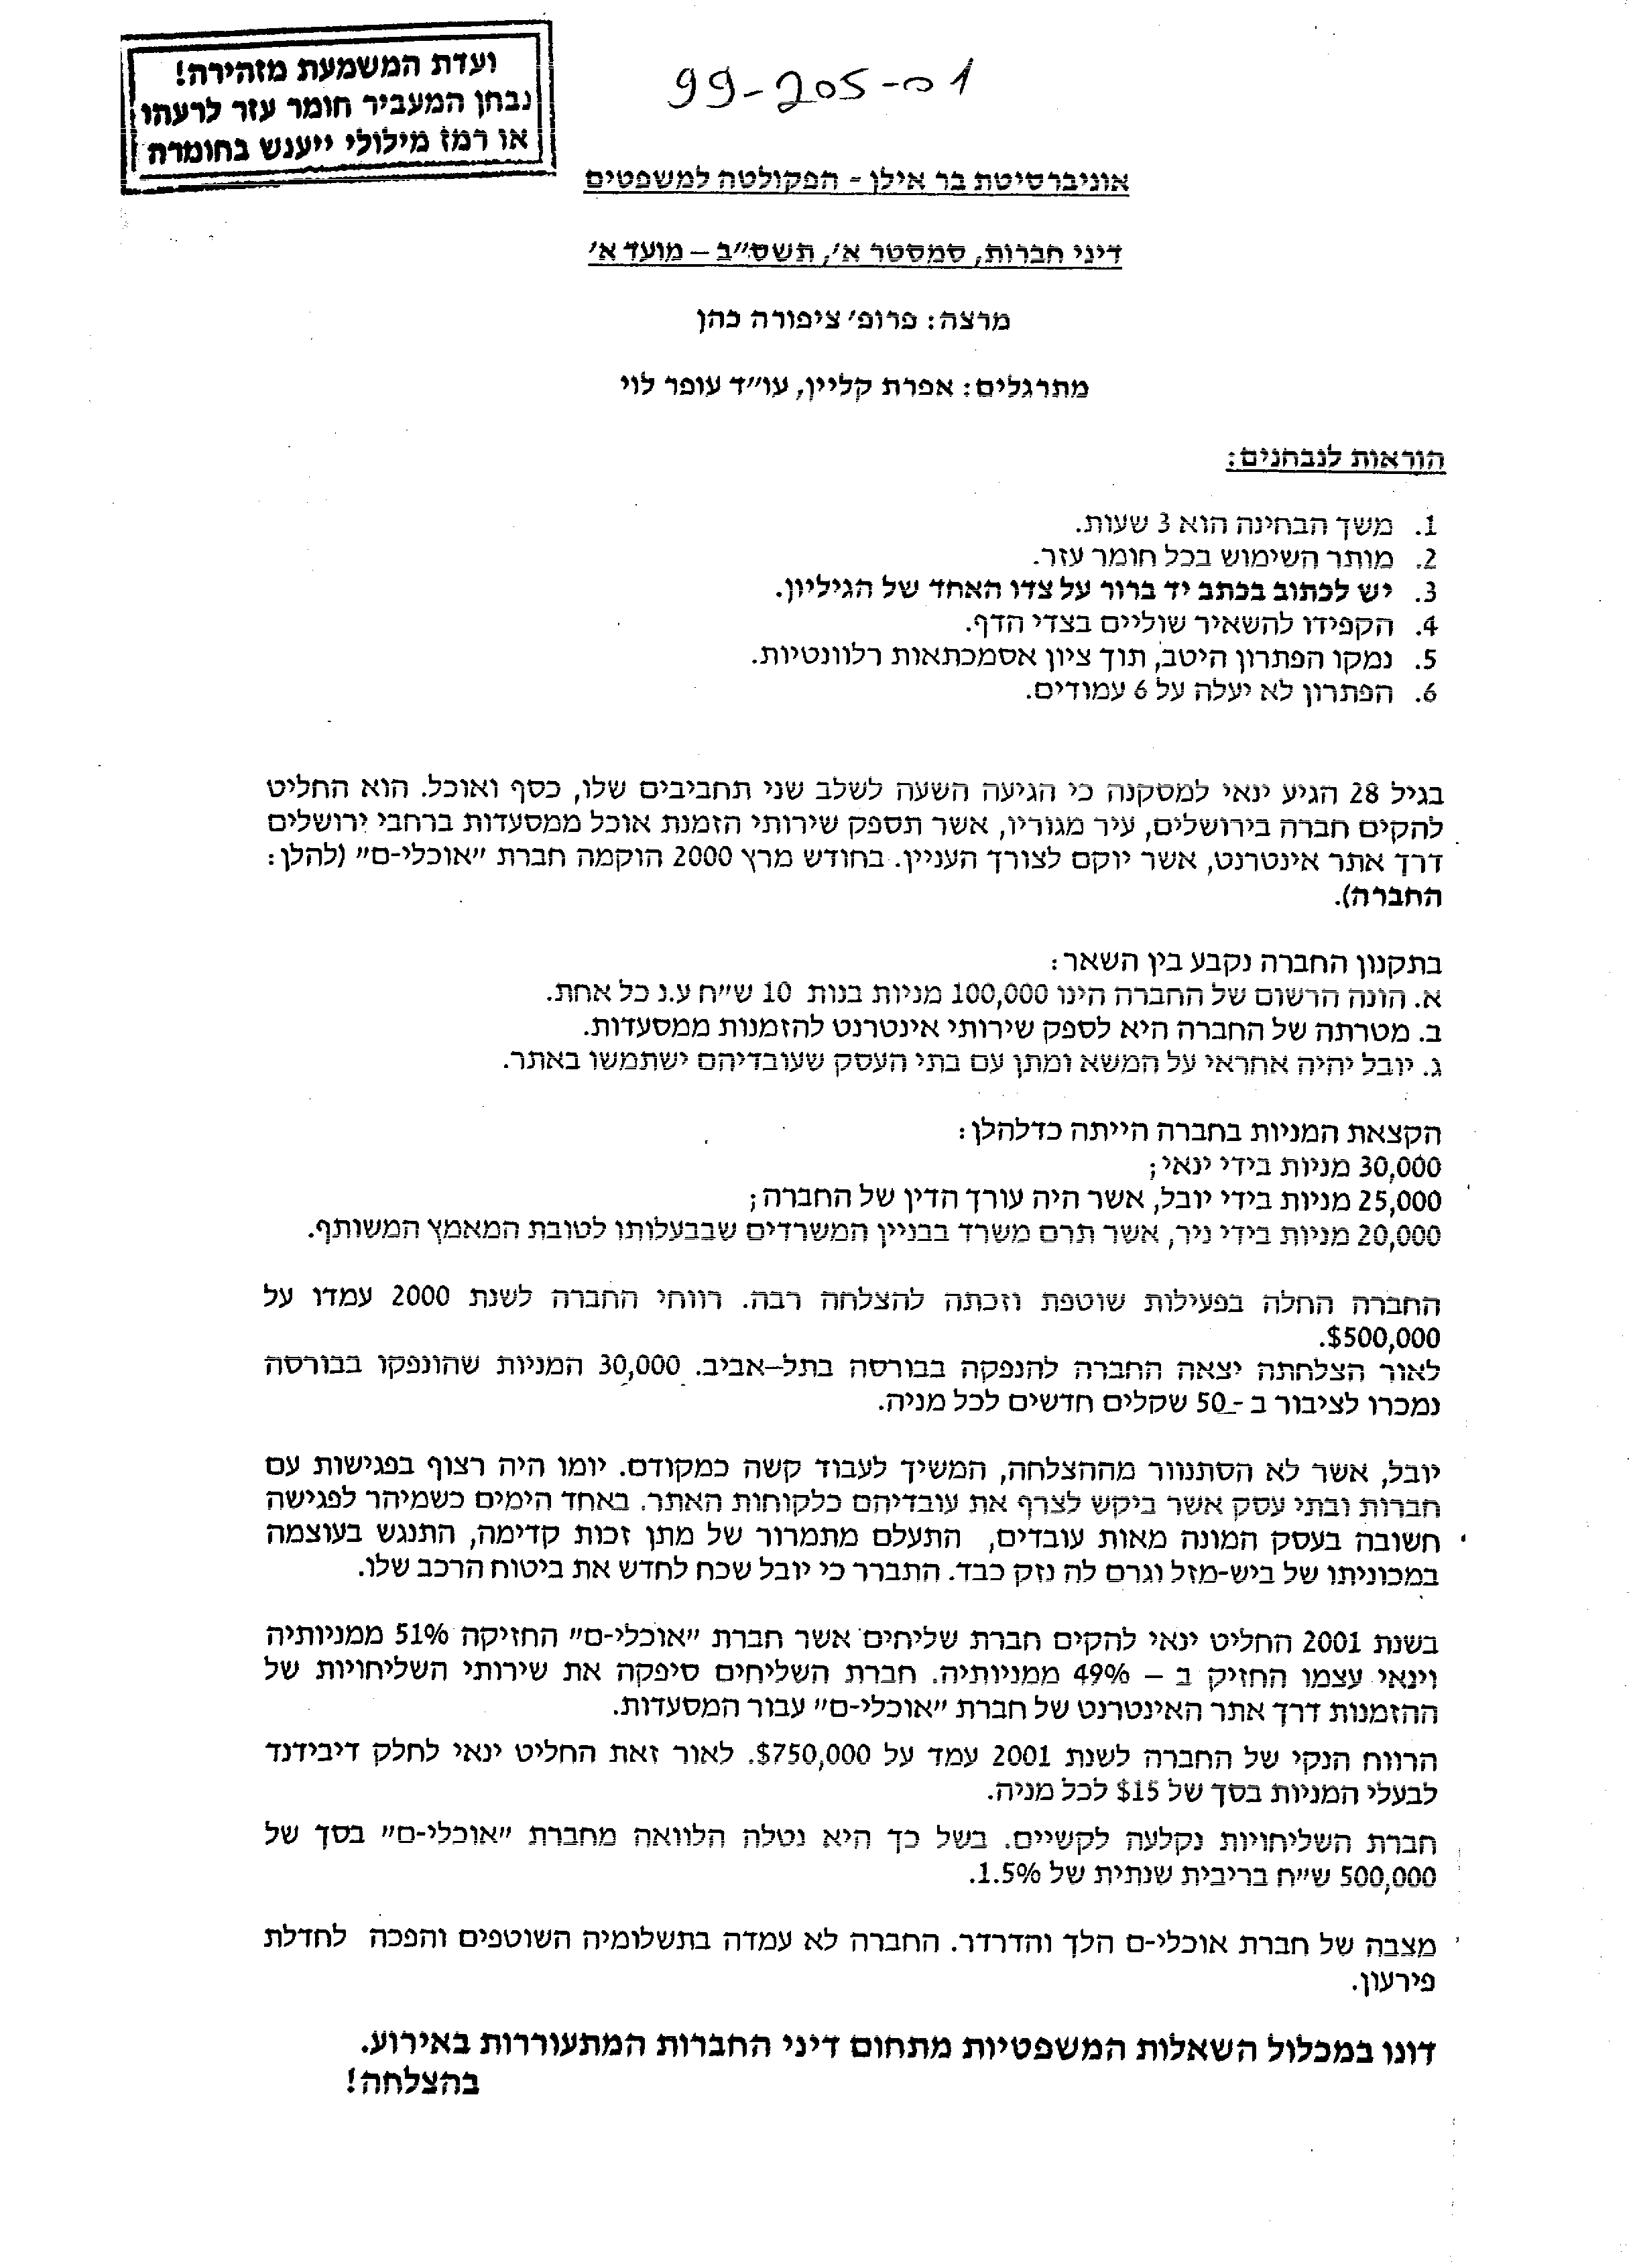 ועדת המשמעת מזהירה!
נבחן המעביר חומר עזר לרעהו
או רמז מילולי ייענש בחומרה
99-205-01
אוניברסיטת בר אילן - הפקולטה למשפטים
דיני חברות, סמסטר א', תשס"ב – מועד א'
מרצה: פרופ' ציפורה כהן
מתרגלים: אפרת קליין, עו"ד עופר לוי
הוראות לנבחנים:
1. משך הבחינה הוא 3 שעות.
2. מותר השימוש בכל חומר עזר.
3. יש לכתוב בכתב יד ברור על צדו האחד של הגיליון.
4. הקפידו להשאיר שוליים בצדי הדף.
5. נמקו הפתרון היטב, תוך ציון אסמכתאות רלוונטיות.
6. הפתרון לא יעלה על 6 עמודים.
בגיל 28 הגיע ינאי למסקנה כי הגיעה השעה לשלב שני תחביבים שלו, כסף ואוכל. הוא החליט
להקים חברה בירושלים, עיר מגוריו, אשר תספק שירותי הזמנת אוכל ממסעדות ברחבי ירושלים
דרך אתר אינטרנט, אשר יוקם לצורך העניין. בחודש מרץ 2000 הוקמה חברת "אוכלי-ם" (להלן:
החברה).
בתקנון החברה נקבע בין השאר:
א. הונה הרשום של החברה הינו 100,000 מניות בנות 10 ש"ח ע.נ כל אחת.
ב. מטרתה של החברה היא לספק שירותי אינטרנט להזמנות ממסעדות.
ג. יובל יהיה אחראי על המשא ומתן עם בתי העסק שעובדיהם ישתמשו באתר.
הקצאת המניות בחברה הייתה כדלהלן:
30,000 מניות בידי ינאי;
25,000 מניות בידי יובל, אשר היה עורך הדין של החברה;
20,000 מניות בידי ניר, אשר תרם משרד בבניין המשרדים שבבעלותו לטובת המאמץ המשותף.
החברה החלה בפעילות שוטפת וזכתה להצלחה רבה. רווחי החברה לשנת 2000 עמדו על
$500,000.
לאור הצלחתה יצאה החברה להנפקה בבורסה בתל–אביב. 30,000 המניות שהונפקו בבורסה
נמכרו לציבור ב -50 שקלים חדשים לכל מניה.
יובל, אשר לא הסתנוור מההצלחה, המשיך לעבוד קשה כמקודם. יומו היה רצוף בפגישות עם
חברות ובתי עסק אשר ביקש לצרף את עובדיהם כלקוחות האתר. באחד הימים כשמיהר לפגישה
חשובה בעסק המונה מאות עובדים, התעלם מתמרור של מתן זכות קדימה, התנגש בעוצמה
במכוניתו של ביש-מזל וגרם לה נזק כבד. התברר כי יובל שכח לחדש את ביטוח הרכב שלו.
בשנת 2001 החליט ינאי להקים חברת שליחים אשר חברת "אוכלי-ם" החזיקה 51% ממניותיה
וינאי עצמו החזיק ב – 49% ממניותיה. חברת השליחים סיפקה את שירותי השליחויות של
ההזמנות דרך אתר האינטרנט של חברת "אוכלי-ם" עבור המסעדות.
הרווח הנקי של החברה לשנת 2001 עמד על $750,000. לאור זאת החליט ינאי לחלק דיבידנד
לבעלי המניות בסך של $15 לכל מניה.
חברת השליחויות נקלעה לקשיים. בשל כך היא נטלה הלוואה מחברת "אוכלי-ם" בסך של
500,000 ש"ח בריבית שנתית של 1.5%.
מצבה של חברת אוכלי-ם הלך והדרדר. החברה לא עמדה בתשלומיה השוטפים והפכה לחדלת
פירעון.
דונו במכלול השאלות המשפטיות מתחום דיני החברות המתעוררות באירוע.
בהצלחה!